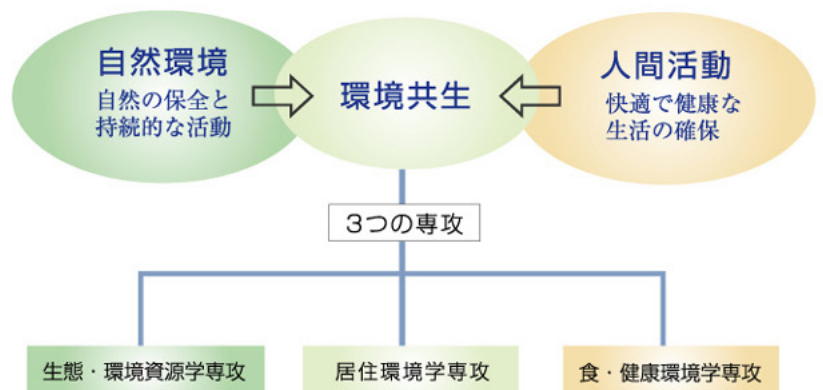 自然環境
自然の保全と
持続的な活動
環境共生
人間活動
快適で健康な
生活の確保
3つの専攻
生態・環境資源学専攻
居住環境学専攻
食・健康環境学専攻